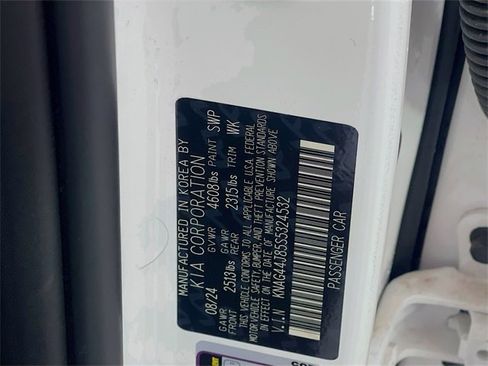 MANUFACTURED IN KOREA BY
KIA CORPORATION
08/24 GVWR 4608lbs PAINT SWP
GAWR FRONT 2513lbs GAWR REAR 2315lbs TRIM WK
THIS VEHICLE CONFORMS TO ALL APPLICABLE U.S.A. FEDERAL
MOTOR VEHICLE SAFETY, BUMPER, AND THEFT PREVENTION STANDARDS
IN EFFECT ON THE DATE OF MANUFACTURE SHOWN ABOVE
V.I.N : KNAG44J85S5324532
PASSENGER CAR